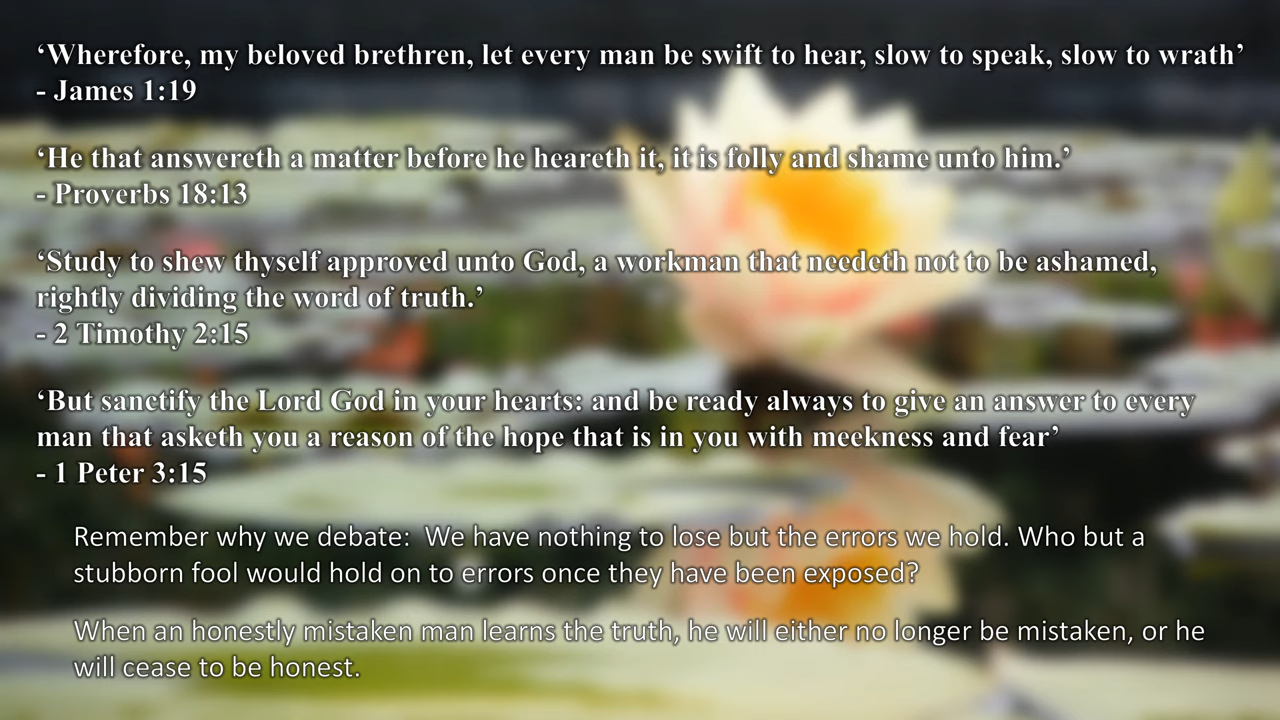 ‘Wherefore, my beloved brethren, let every man be swift to hear, slow to speak, slow to wrath’
- James 1:19
‘He that answereth a matter before he heareth it, it is folly and shame unto him.’
- Proverbs 18:13
‘Study to shew thyself approved unto God, a workman that needeth not to be ashamed,
rightly dividing the word of truth.’
- 2 Timothy 2:15
‘But sanctify the Lord God in your hearts: and be ready always to give an answer to every
man that asketh you a reason of the hope that is in you with meekness and fear’
- 1 Peter 3:15
Remember why we debate:  We have nothing to lose but the errors we hold. Who but a
stubborn fool would hold on to errors once they have been exposed?
When an honestly mistaken man learns the truth, he will either no longer be mistaken, or he
will cease to be honest.